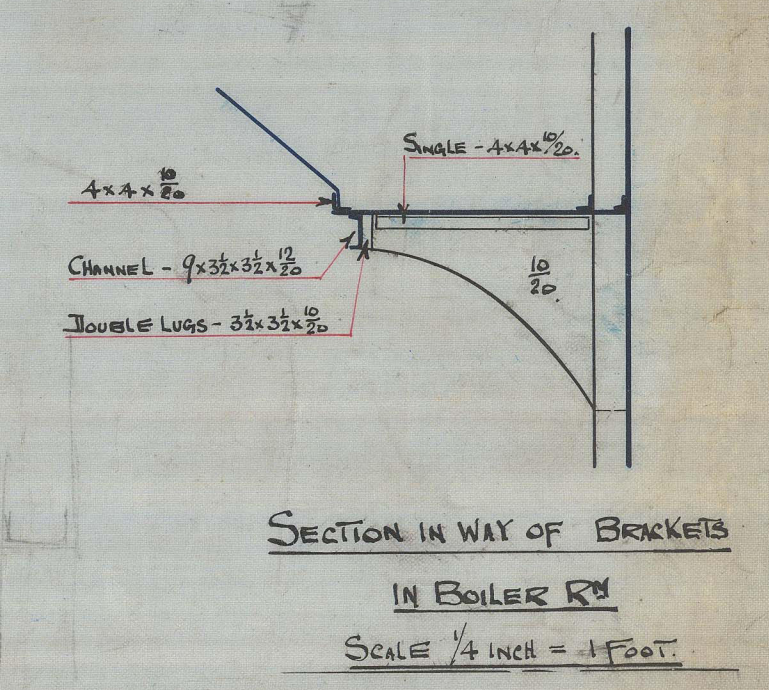 SINGLE - 4x4x10/20.
4x4x10/20
CHANNEL - 9x3½x3½x12/20
10/20.
DOUBLE LUGS - 3½x3½x10/20
SECTION IN WAY OF BRACKETS
IN BOILER RM
SCALE 1/4 INCH = 1 FOOT.